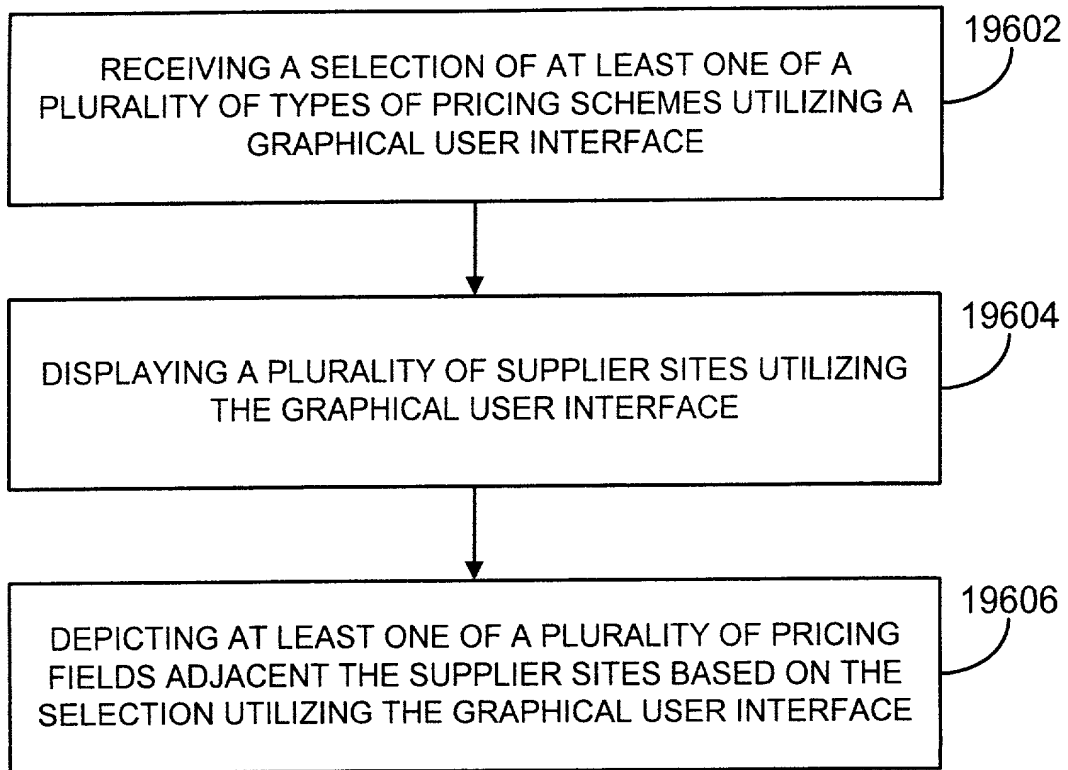 19602
RECEIVING A SELECTION OF AT LEAST ONE OF A
PLURALITY OF TYPES OF PRICING SCHEMES UTILIZING A
GRAPHICAL USER INTERFACE
19604
DISPLAYING A PLURALITY OF SUPPLIER SITES UTILIZING
THE GRAPHICAL USER INTERFACE
19606
DEPICTING AT LEAST ONE OF A PLURALITY OF PRICING
FIELDS ADJACENT THE SUPPLIER SITES BASED ON THE
SELECTION UTILIZING THE GRAPHICAL USER INTERFACE